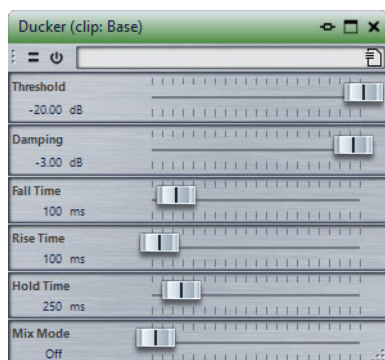 Ducker (clip: Base)
Threshold
-20.00 dB
Damping
-3.00 dB
Fall Time
100 ms
Rise Time
100 ms
Hold Time
250 ms
Mix Mode
Off